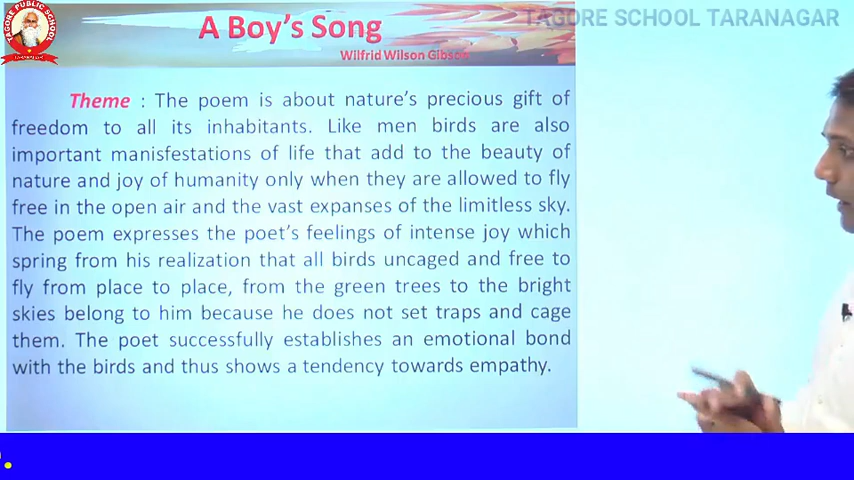 TAGORE PUBLIC SCHOOL
A Boy's Song
TAGORE SCHOOL TARANAGAR
Wilfrid Wilson Gibson
Theme : The poem is about nature's precious gift of
freedom to all its inhabitants. Like men birds are also
important manisfestations of life that add to the beauty of
nature and joy of humanity only when they are allowed to fly
free in the open air and the vast expanses of the limitless sky.
The poem expresses the poet's feelings of intense joy which
spring from his realization that all birds uncaged and free to
fly from place to place, from the green trees to the bright
skies belong to him because he does not set traps and cage
them. The poet successfully establishes an emotional bond
with the birds and thus shows a tendency towards empathy.